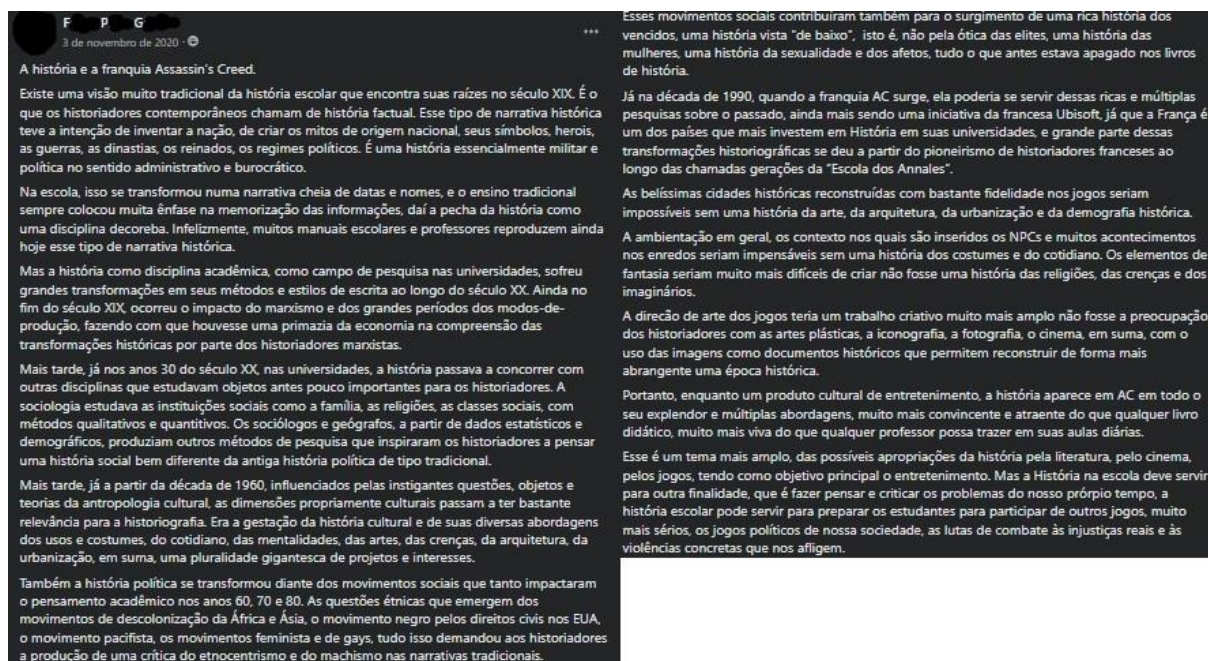 F P G
3 de novembro de 2020
A história e a franquia Assassin's Creed.
Existe uma visão muito tradicional da história escolar que encontra suas raízes no século XIX. É o
que os historiadores contemporâneos chamam de história factual. Esse tipo de narrativa histórica
teve a intenção de inventar a nação, de criar os mitos de origem nacional, seus símbolos, herois,
as guerras, as dinastias, os reinados, os regimes políticos. É uma história essencialmente militar e
política no sentido administrativo e burocrático.
Na escola, isso se transformou numa narrativa cheia de datas e nomes, e o ensino tradicional
sempre colocou muita ênfase na memorização das informações, daí a pecha da história como
uma disciplina decoreba. Infelizmente, muitos manuais escolares e professores reproduzem ainda
hoje esse tipo de narrativa histórica.
Mas a história como disciplina acadêmica, como campo de pesquisa nas universidades, sofreu
grandes transformações em seus métodos e estilos de escrita ao longo do século XX. Ainda no
fim do século XIX, ocorreu o impacto do marxismo e dos grandes períodos dos modos-de-
produção, fazendo com que houvesse uma primazia da economia na compreensão das
transformações históricas por parte dos historiadores marxistas.
Mais tarde, já nos anos 30 do século XX, nas universidades, a história passava a concorrer com
outras disciplinas que estudavam objetos antes pouco importantes para os historiadores. A
sociologia estudava as instituições sociais como a família, as religiões, as classes sociais, com
métodos qualitativos e quantitivos. Os sociólogos e geógrafos, a partir de dados estatísticos e
demográficos, produziam outros métodos de pesquisa que inspiraram os historiadores a pensar
uma história social bem diferente da antiga história política de tipo tradicional.
Mais tarde, já a partir da década de 1960, influenciados pelas instigantes questões, objetos e
teorias da antropologia cultural, as dimensões propriamente culturais passam a ter bastante
relevância para a historiografia. Era a gestação da história cultural e de suas diversas abordagens
dos usos e costumes, do cotidiano, das mentalidades, das artes, das crenças, da arquitetura, da
urbanização, em suma, uma pluralidade gigantesca de projetos e interesses.
Também a história política se transformou diante dos movimentos sociais que tanto impactaram
o pensamento acadêmico nos anos 60, 70 e 80. As questões étnicas que emergem dos
movimentos de descolonização da África e Ásia, o movimento negro pelos direitos civis nos EUA,
o movimento pacifista, os movimentos feminista e de gays, tudo isso demandou aos historiadores
a produção de uma crítica do etnocentrismo e do machismo nas narrativas tradicionais.
Esses movimentos sociais contribuíram também para o surgimento de uma rica história dos
vencidos, uma história vista "de baixo", isto é, não pela ótica das elites, uma história das
mulheres, uma história da sexualidade e dos afetos, tudo o que antes estava apagado nos livros
de história.
Já na década de 1990, quando a franquia AC surge, ela poderia se servir dessas ricas e múltiplas
pesquisas sobre o passado, ainda mais sendo uma iniciativa da francesa Ubisoft, já que a França é
um dos países que mais investem em História em suas universidades, e grande parte dessas
transformações historiográficas se deu a partir do pioneirismo de historiadores franceses ao
longo das chamadas gerações da "Escola dos Annales".
As belíssimas cidades históricas reconstruídas com bastante fidelidade nos jogos seriam
impossíveis sem uma história da arte, da arquitetura, da urbanização e da demografia histórica.
A ambientação em geral, os contexto nos quais são inseridos os NPCs e muitos acontecimentos
nos enredos seriam impensáveis sem uma história dos costumes e do cotidiano. Os elementos de
fantasia seriam muito mais difíceis de criar não fosse uma história das religiões, das crenças e dos
imaginários.
A direcão de arte dos jogos teria um trabalho criativo muito mais amplo não fosse a preocupação
dos historiadores com as artes plásticas, a iconografia, a fotografia, o cinema, em suma, com o
uso das imagens como documentos históricos que permitem reconstruir de forma mais
abrangente uma época histórica.
Portanto, enquanto um produto cultural de entretenimento, a história aparece em AC em todo o
seu explendor e múltiplas abordagens, muito mais convincente e atraente do que qualquer livro
didático, muito mais viva do que qualquer professor possa trazer em suas aulas diárias.
Esse é um tema mais amplo, das possíveis apropriações da história pela literatura, pelo cinema,
pelos jogos, tendo como objetivo principal o entretenimento. Mas a História na escola deve servir
para outra finalidade, que é fazer pensar e criticar os problemas do nosso prórpio tempo, a
história escolar pode servir para preparar os estudantes para participar de outros jogos, muito
mais sérios, os jogos políticos de nossa sociedade, as lutas de combate às injustiças reais e às
violências concretas que nos afligem.